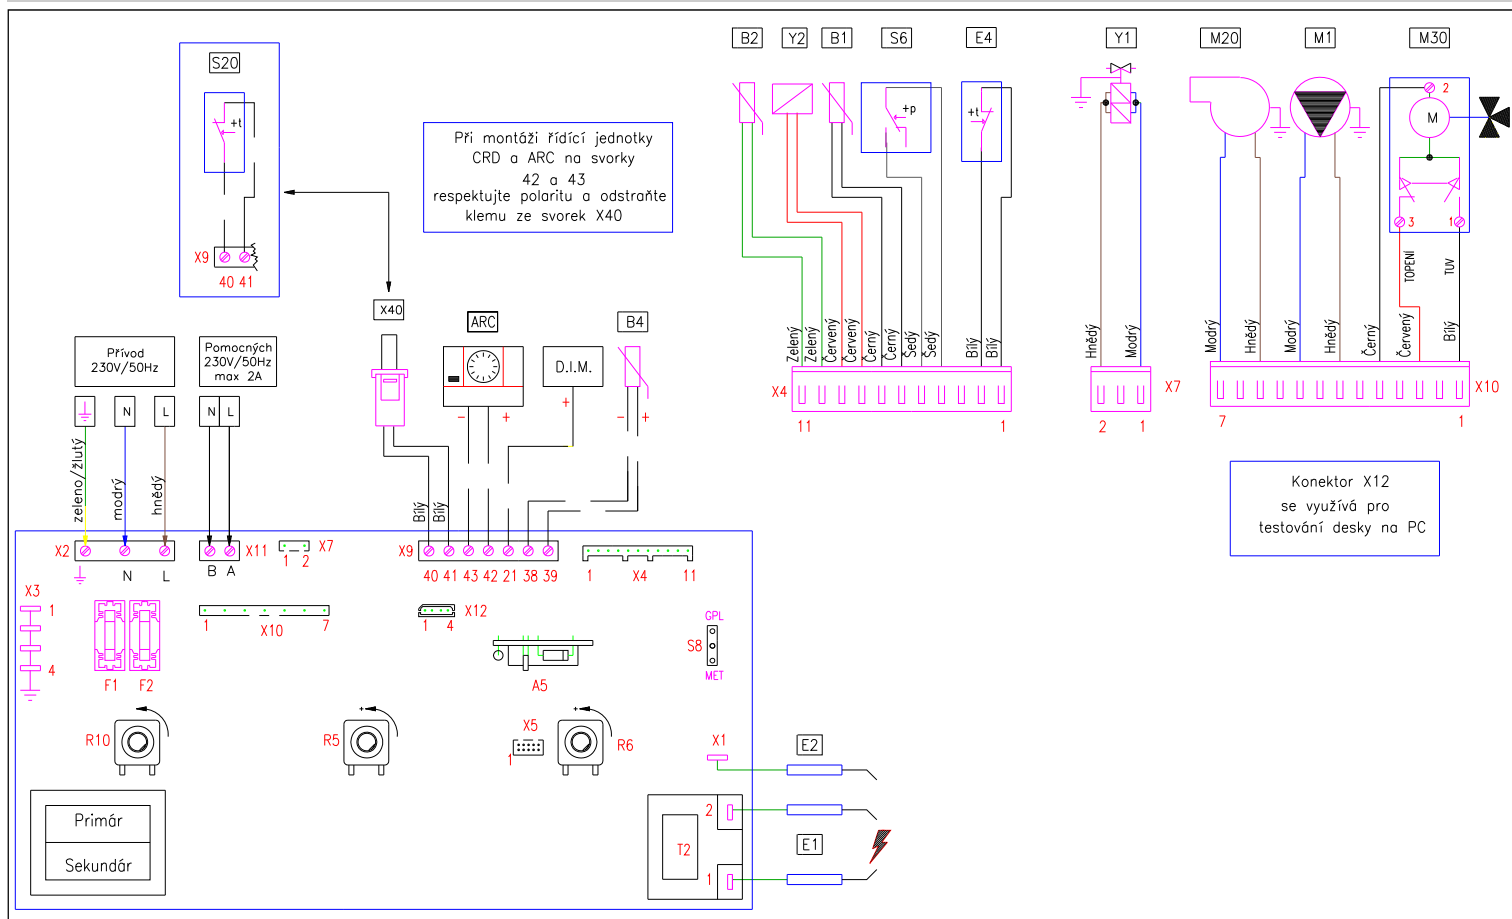 S20
+t
X9
40 41
Při montáži řídící jednotky
CRD a ARC na svorky
42 a 43
respektujte polaritu a odstraňte
klemu ze svorek X40
B2
Y2
B1
S6
E4
+p
+t
Zelený
Zelený
Červený
Červený
Černý
Černý
Šedý
Šedý
Bílý
Bílý
X4
11
1
Y1
Hnědý
Modrý
X7
2
1
M20
M1
M30
2
M
3
1
TOPENÍ
TUV
Modrý
Hnědý
Modrý
Hnědý
Černý
Červený
Bílý
X10
7
1
Konektor X12
se využívá pro
testování desky na PC
Přívod
230V/50Hz
Pomocných
230V/50Hz
max 2A
N
L
N
L
zeleno/žlutý
modrý
hnědý
X40
ARC
D.I.M.
B4
-
+
+
-
+
Bílý
Bílý
X2
N
L
X11
B A
X7
1 2
X9
40 41 43 42 21 38 39
1
X4
11
X3
1
4
F1
F2
1
X10
7
X12
1 4
A5
GPL
S8
MET
R10
+
R5
X5
1
+
R6
X1
E2
2
E1
T2
1
Primár
Sekundár